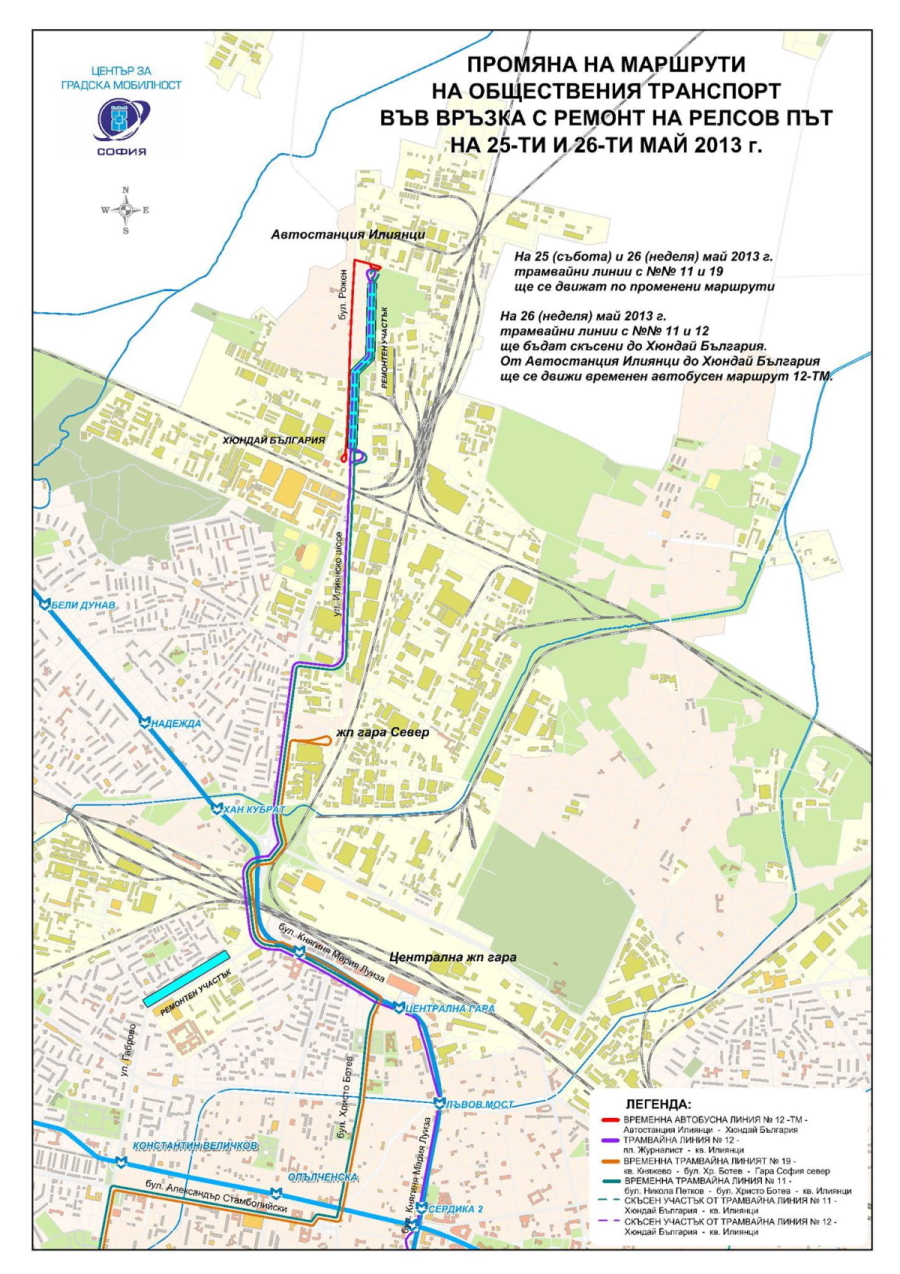 ЦЕНТЪР ЗА
ГРАДСКА МОБИЛНОСТ
СОФИЯ
ПРОМЯНА НА МАРШРУТИ
НА ОБЩЕСТВЕНИЯ ТРАНСПОРТ
ВЪВ ВРЪЗКА С РЕМОНТ НА РЕЛСОВ ПЪТ
НА 25-ТИ И 26-ТИ МАЙ 2013 г.
N
W E
S
Автостанция Илиянци
На 25 (събота) и 26 (неделя) май 2013 г.
трамвайни линии с №№ 11 и 19
ще се движат по променени маршрути
На 26 (неделя) май 2013 г.
трамвайни линии с №№ 11 и 12
ще бъдат скъсени до Хюндай България.
От Автостанция Илиянци до Хюндай България
ще се движи временен автобусен маршрут 12-ТМ.
бул. Рожен
РЕМОНТЕН УЧАСТЪК
ХЮНДАЙ БЪЛГАРИЯ
ул. Илиянско шосе
БЕЛИ ДУНАВ
НАДЕЖДА
жп гара Север
ХАН КУБРАТ
бул. Княгиня Мария Луиза
Централна жп гара
РЕМОНТЕН УЧАСТЪК
ЦЕНТРАЛНА ГАРА
ул. Габрово
бул. Христо Ботев
ЛЪВОВ МОСТ
КОНСТАНТИН ВЕЛИЧКОВ
бул. Княгиня Мария Луиза
ОПЪЛЧЕНСКА
бул. Александър Стамболийски
СЕРДИКА 2
ЛЕГЕНДА:
ВРЕМЕННА АВТОБУСНА ЛИНИЯ № 12 -ТМ -
Автостанция Илиянци - Хюндай България
ТРАМВАЙНА ЛИНИЯ № 12 -
пл. Журналист - кв. Илиянци
ВРЕМЕННА ТРАМВАЙНА ЛИНИЯТ № 19 -
кв. Княжево - бул. Хр. Ботев - Гара София север
ВРЕМЕННА ТРАМВАЙНА ЛИНИЯ № 11 -
бул. Никола Петков - бул. Христо Ботев - кв. Илиянци
СКЪСЕН УЧАСТЪК ОТ ТРАМВАЙНА ЛИНИЯ № 11 -
Хюндай България - кв. Илиянци
СКЪСЕН УЧАСТЪК ОТ ТРАМВАЙНА ЛИНИЯ № 12 -
Хюндай България - кв. Илиянци